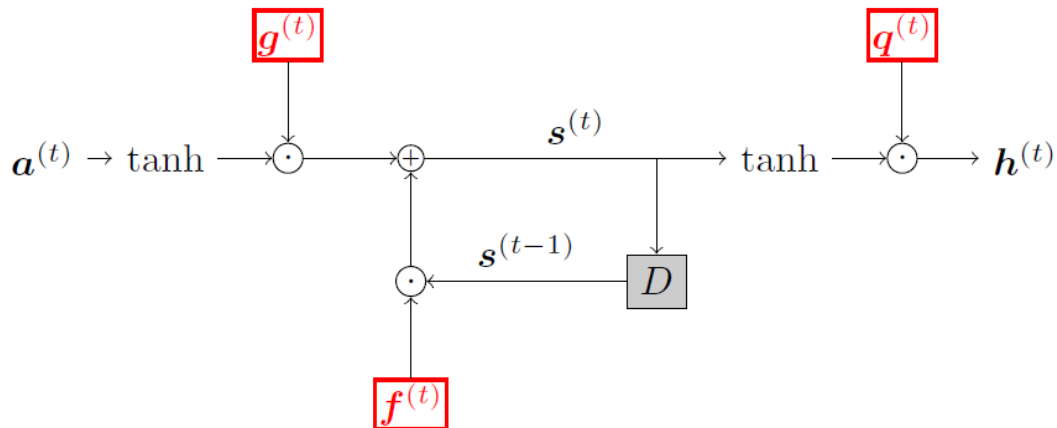 g^(t) q^(t)
s^(t)
a^(t) → tanh · + tanh · h^(t)
s^(t−1)
· D
f^(t)